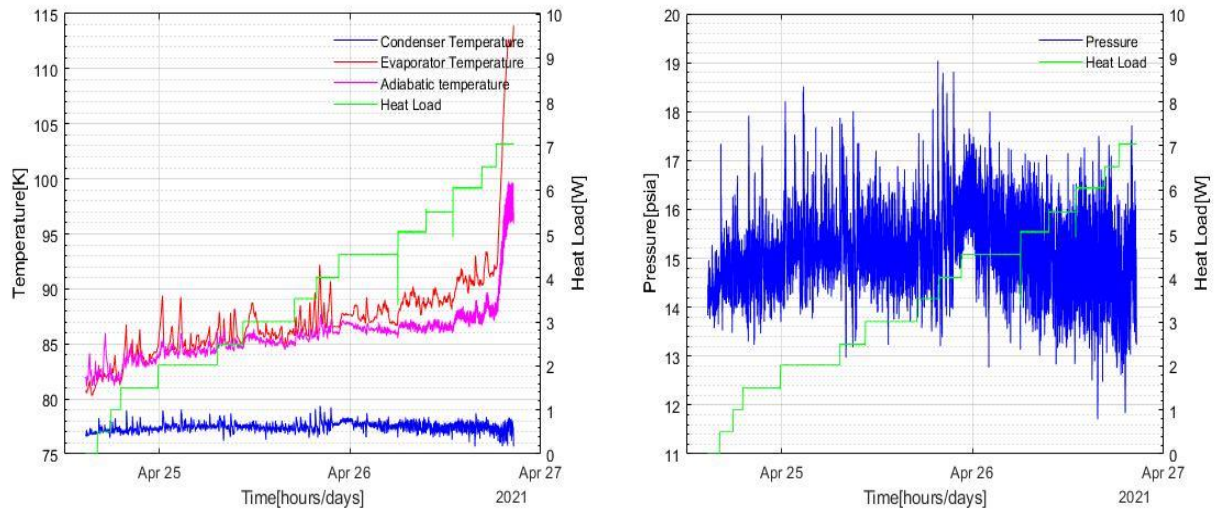 115
110
105
100
95
90
85
80
75
Temperature[K]
Condenser Temperature
Evaporator Temperature
Adiabatic temperature
Heat Load
10
9
8
7
6
5
4
3
2
1
0
Heat Load[W]
Apr 25
Apr 26
Apr 27
Time[hours/days]
2021
20
19
18
17
16
15
14
13
12
11
Pressure[psia]
Pressure
Heat Load
10
9
8
7
6
5
4
3
2
1
0
Heat Load[W]
Apr 25
Apr 26
Apr 27
Time[hours/days]
2021